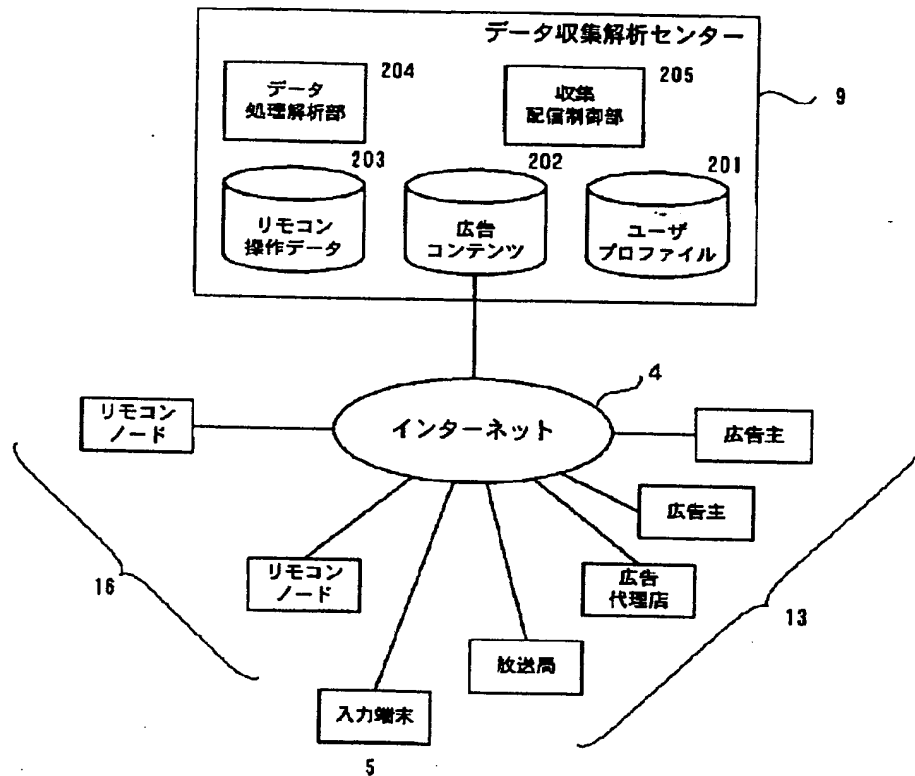 データ収集解析センター
204
データ
処理解析部
205
収集
配信制御部
9
203
リモコン
操作データ
202
広告
コンテンツ
201
ユーザ
プロファイル
4
インターネット
リモコン
ノード
広告主
広告主
リモコン
ノード
広告
代理店
16
13
放送局
入力端末
5